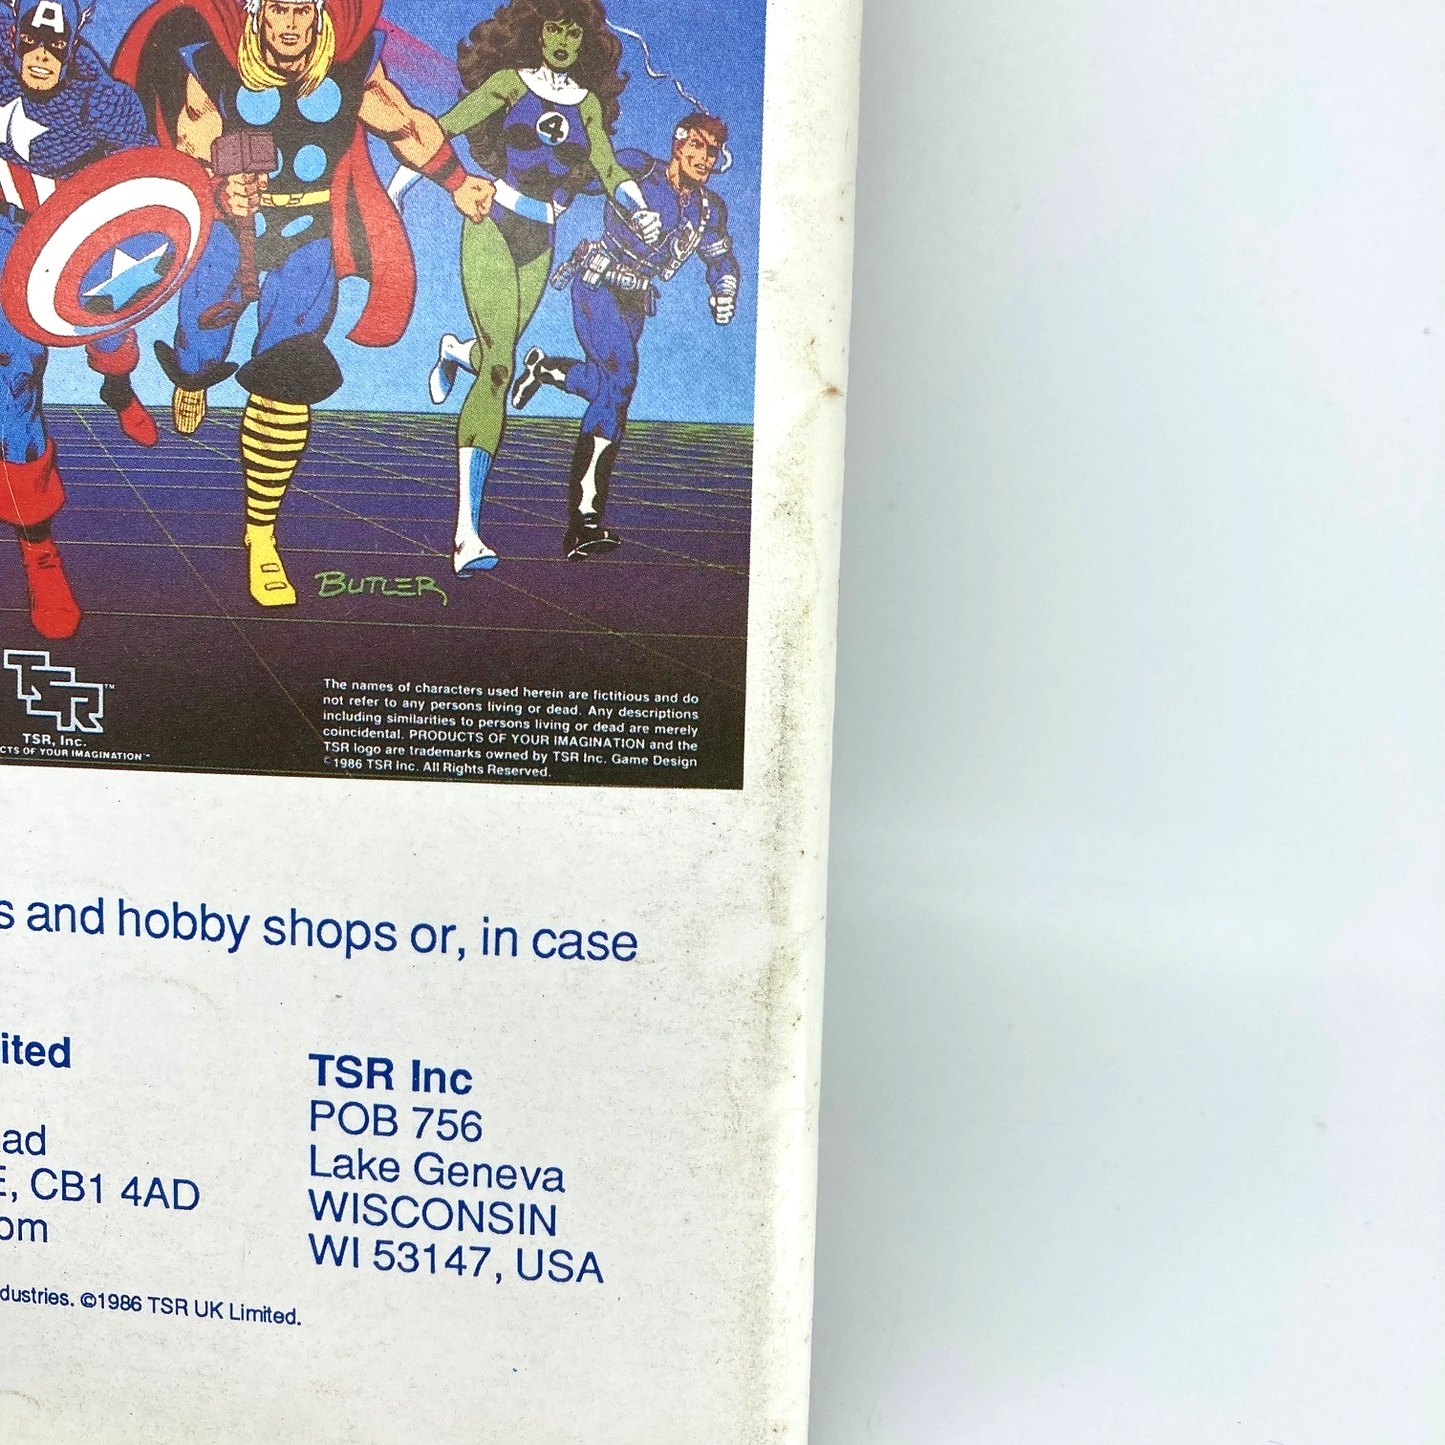 A
4
BUTLER
TSR™
TSR, Inc.
CTS OF YOUR IMAGINATION™
The names of characters used herein are fictitious and do
not refer to any persons living or dead. Any descriptions
including similarities to persons living or dead are merely
coincidental. PRODUCTS OF YOUR IMAGINATION and the
TSR logo are trademarks owned by TSR Inc. Game Design
©1986 TSR Inc. All Rights Reserved.
s and hobby shops or, in case
ited
ad
E, CB1 4AD
om
TSR Inc
POB 756
Lake Geneva
WISCONSIN
WI 53147, USA
dustries. ©1986 TSR UK Limited.